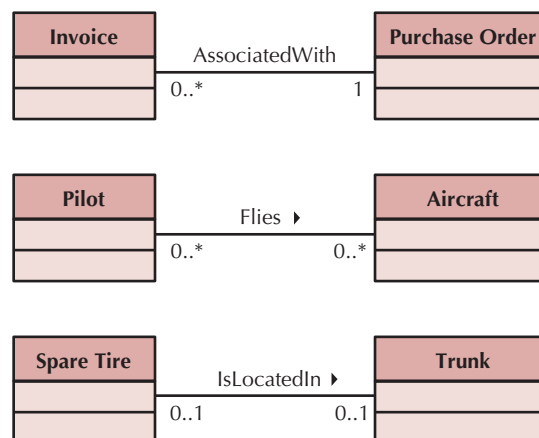 Invoice
AssociatedWith
Purchase Order
0..*
1
Pilot
Flies
Aircraft
0..*
0..*
Spare Tire
IsLocatedIn
Trunk
0..1
0..1